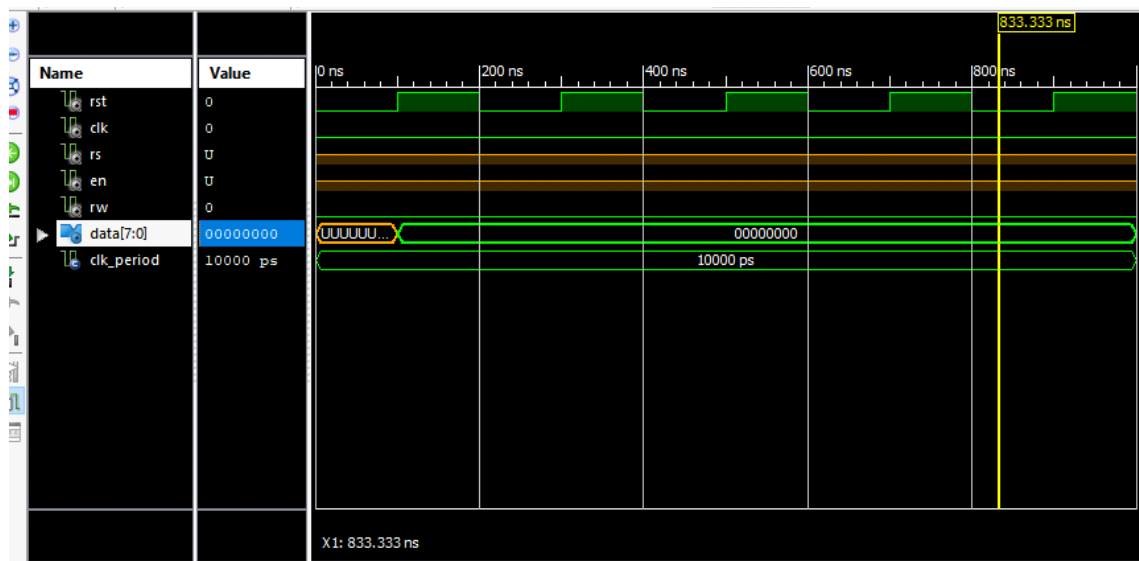 833.333 ns
Name Value
0 ns 200 ns 400 ns 600 ns 800 ns
rst 0
clk 0
rs U
en U
rw 0
data[7:0] 00000000 UUUUUU... 00000000
clk_period 10000 ps 10000 ps
X1: 833.333 ns